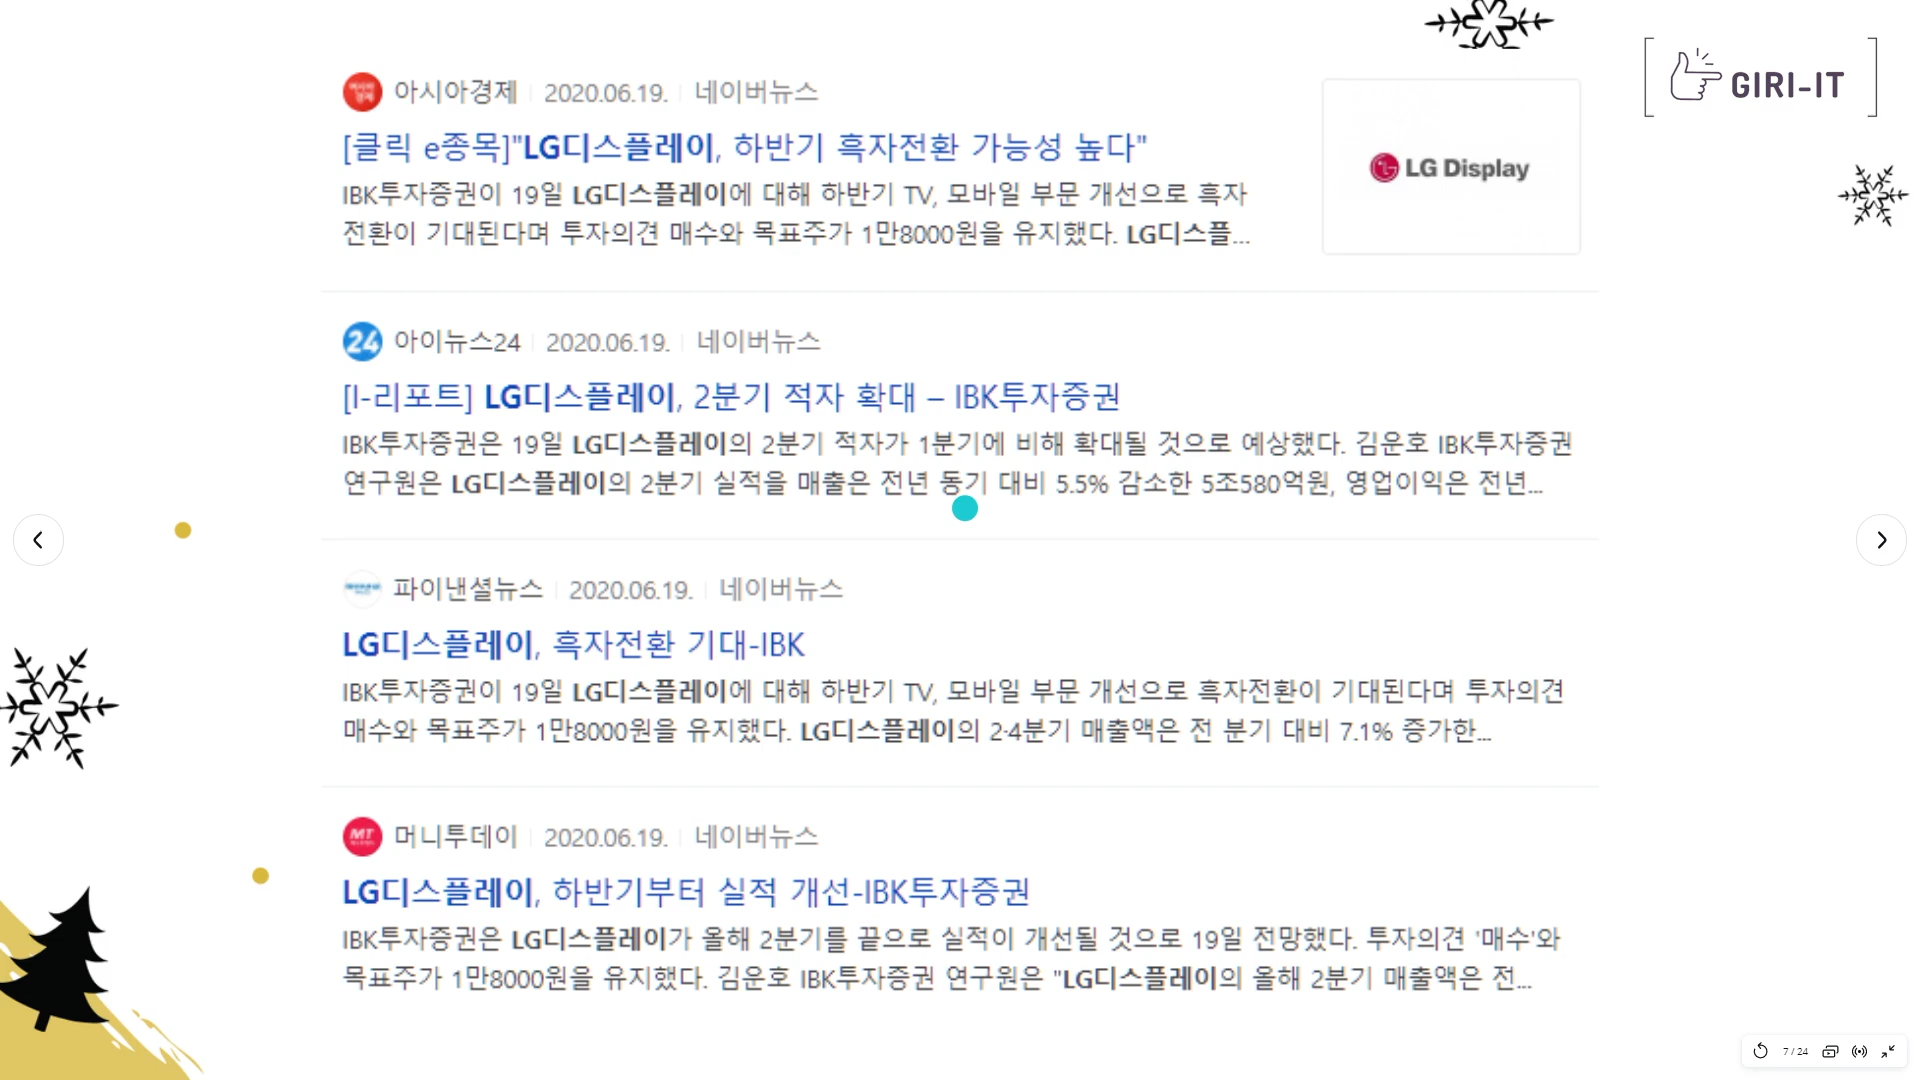 아시아경제 2020.06.19. 네이버뉴스
[클릭 e종목]"LG디스플레이, 하반기 흑자전환 가능성 높다"
IBK투자증권이 19일 LG디스플레이에 대해 하반기 TV, 모바일 부문 개선으로 흑자
전환이 기대된다며 투자의견 매수와 목표주가 1만8000원을 유지했다. LG디스플...
LG Display
GIRI-IT
24 아이뉴스24 2020.06.19. 네이버뉴스
[I-리포트] LG디스플레이, 2분기 적자 확대 – IBK투자증권
IBK투자증권은 19일 LG디스플레이의 2분기 적자가 1분기에 비해 확대될 것으로 예상했다. 김운호 IBK투자증권
연구원은 LG디스플레이의 2분기 실적을 매출은 전년 동기 대비 5.5% 감소한 5조580억원, 영업이익은 전년...
파이낸셜뉴스 2020.06.19. 네이버뉴스
LG디스플레이, 흑자전환 기대-IBK
IBK투자증권이 19일 LG디스플레이에 대해 하반기 TV, 모바일 부문 개선으로 흑자전환이 기대된다며 투자의견
매수와 목표주가 1만8000원을 유지했다. LG디스플레이의 2·4분기 매출액은 전 분기 대비 7.1% 증가한...
MT 머니투데이 2020.06.19. 네이버뉴스
LG디스플레이, 하반기부터 실적 개선-IBK투자증권
IBK투자증권은 LG디스플레이가 올해 2분기를 끝으로 실적이 개선될 것으로 19일 전망했다. 투자의견 '매수'와
목표주가 1만8000원을 유지했다. 김운호 IBK투자증권 연구원은 "LG디스플레이의 올해 2분기 매출액은 전...
7 / 24